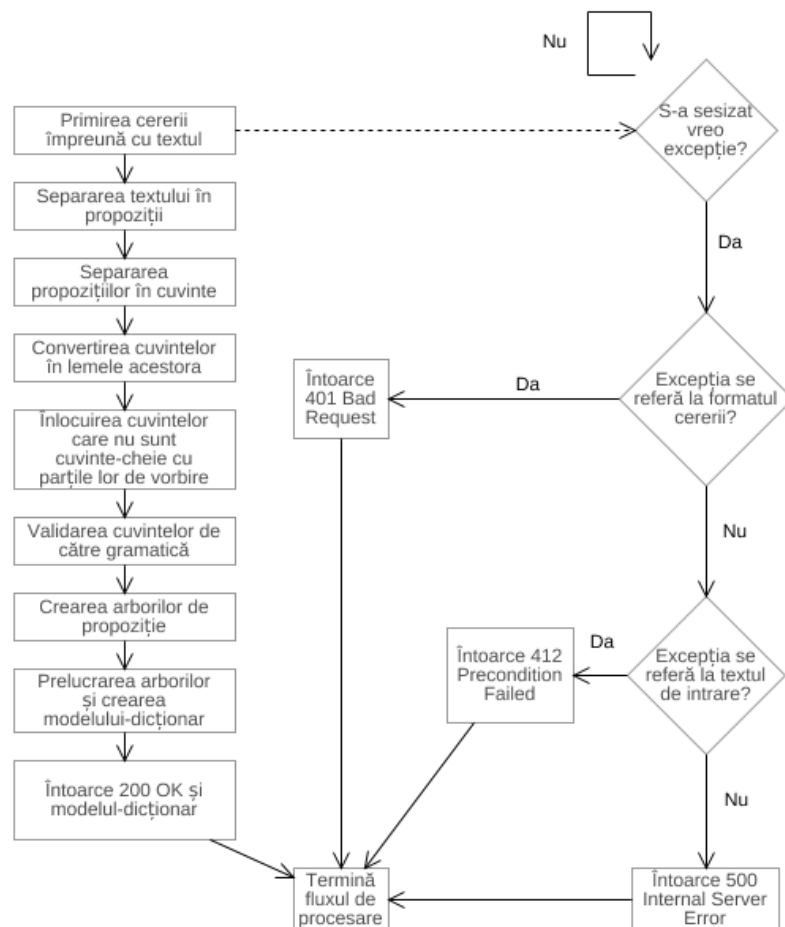 Nu
S-a sesizat
vreo
excepție?
Primirea cererii
împreună cu textul
Separarea textului în
propoziții
Da
Separarea
propozițiilor în cuvinte
Convertirea cuvintelor
în lemele acestora
Întoarce
401 Bad
Request
Da
Excepția se
referă la formatul
cererii?
Înlocuirea cuvintelor
care nu sunt
cuvinte-cheie cu
parțile lor de vorbire
Validarea cuvintelor de
către gramatică
Nu
Crearea arborilor de
propoziție
Prelucrarea arborilor
și crearea
modelului-dicționar
Întoarce 412
Precondition
Failed
Da
Excepția se
referă la textul
de intrare?
Întoarce 200 OK și
modelul-dicționar
Nu
Termină
fluxul de
procesare
Întoarce 500
Internal Server
Error